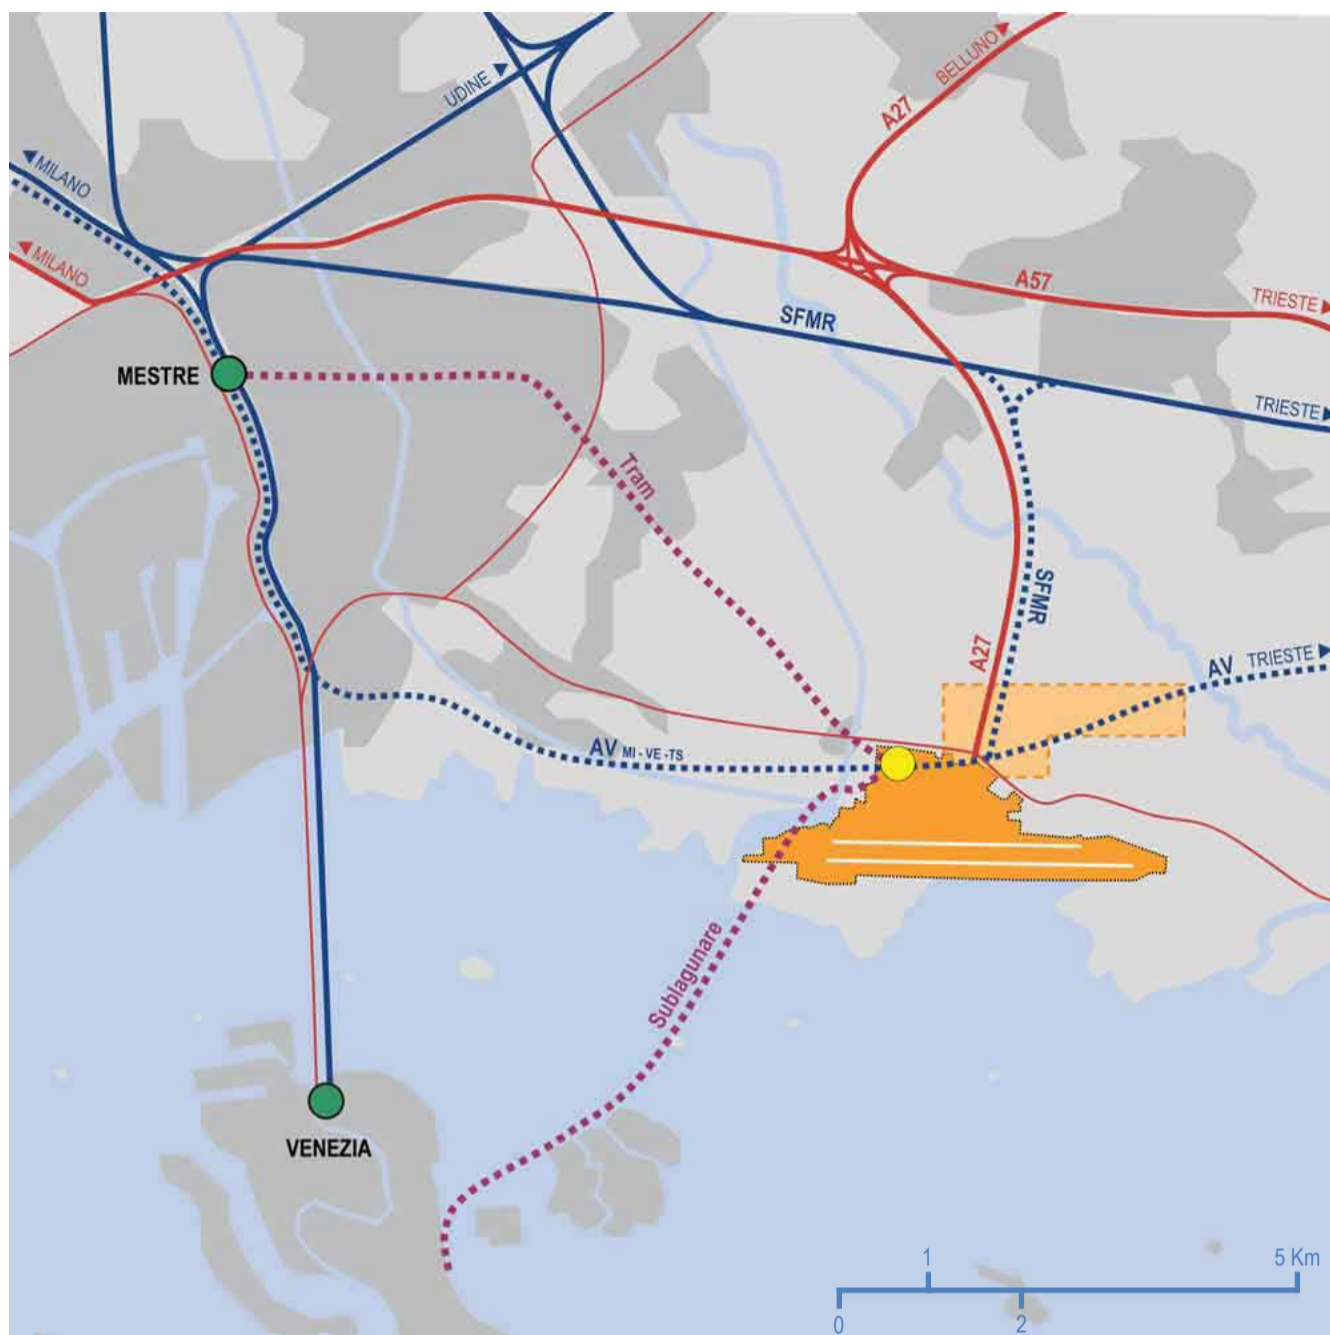 BELLUNO
UDINE
A27
MILANO
MILANO
A57
TRIESTE
SFMR
TRIESTE
MESTRE
Tram
SFMR
A27
AV TRIESTE
AV MI - VE -TS
Sublagunare
VENEZIA
1 5 Km
0 2